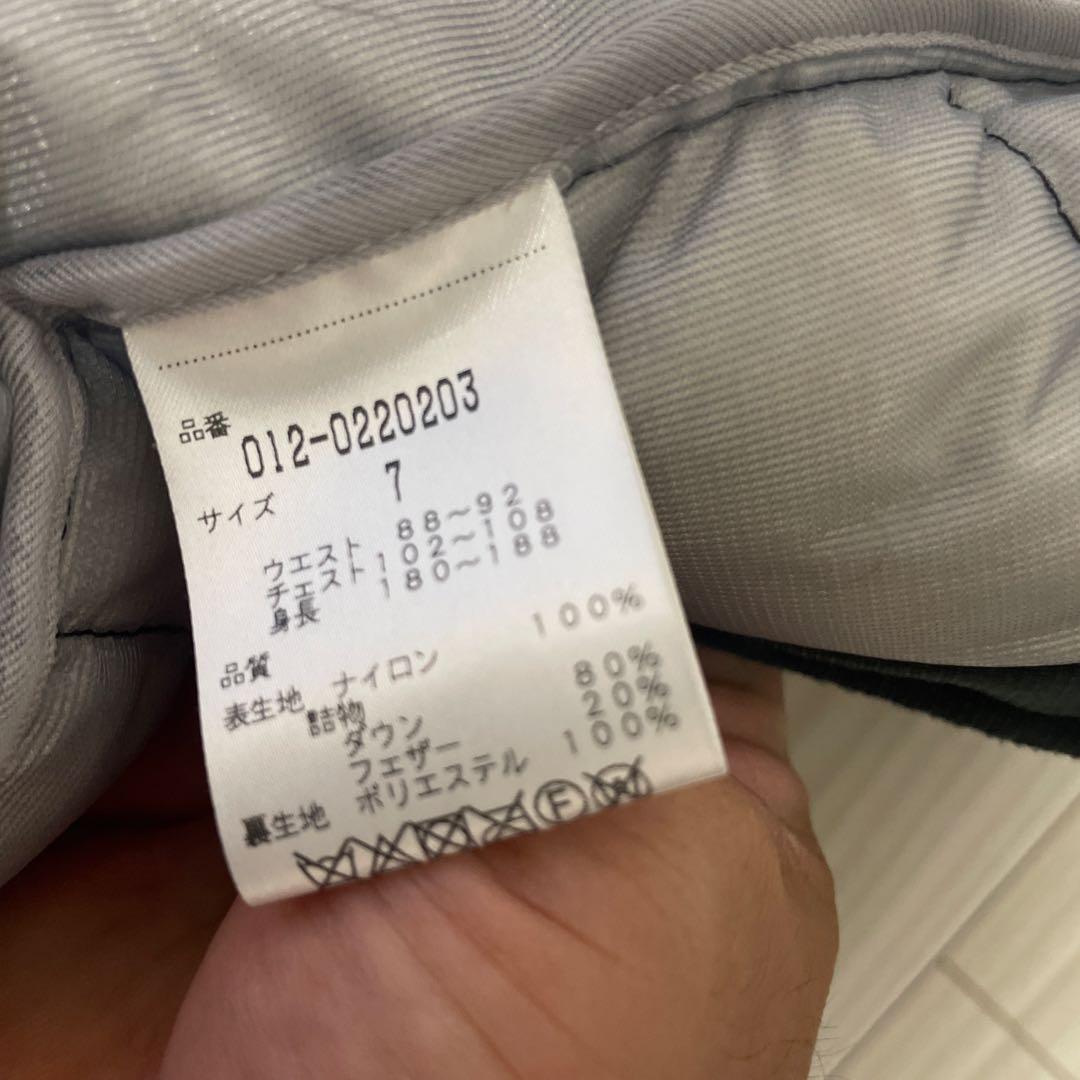 品番 012-0220203
サイズ 7
ウエスト 88～92
チェスト 102～108
身長 180～188
品質
表生地 ナイロン 100%
詰物
ダウン 80%
フェザー 20%
裏生地 ポリエステル 100%
F